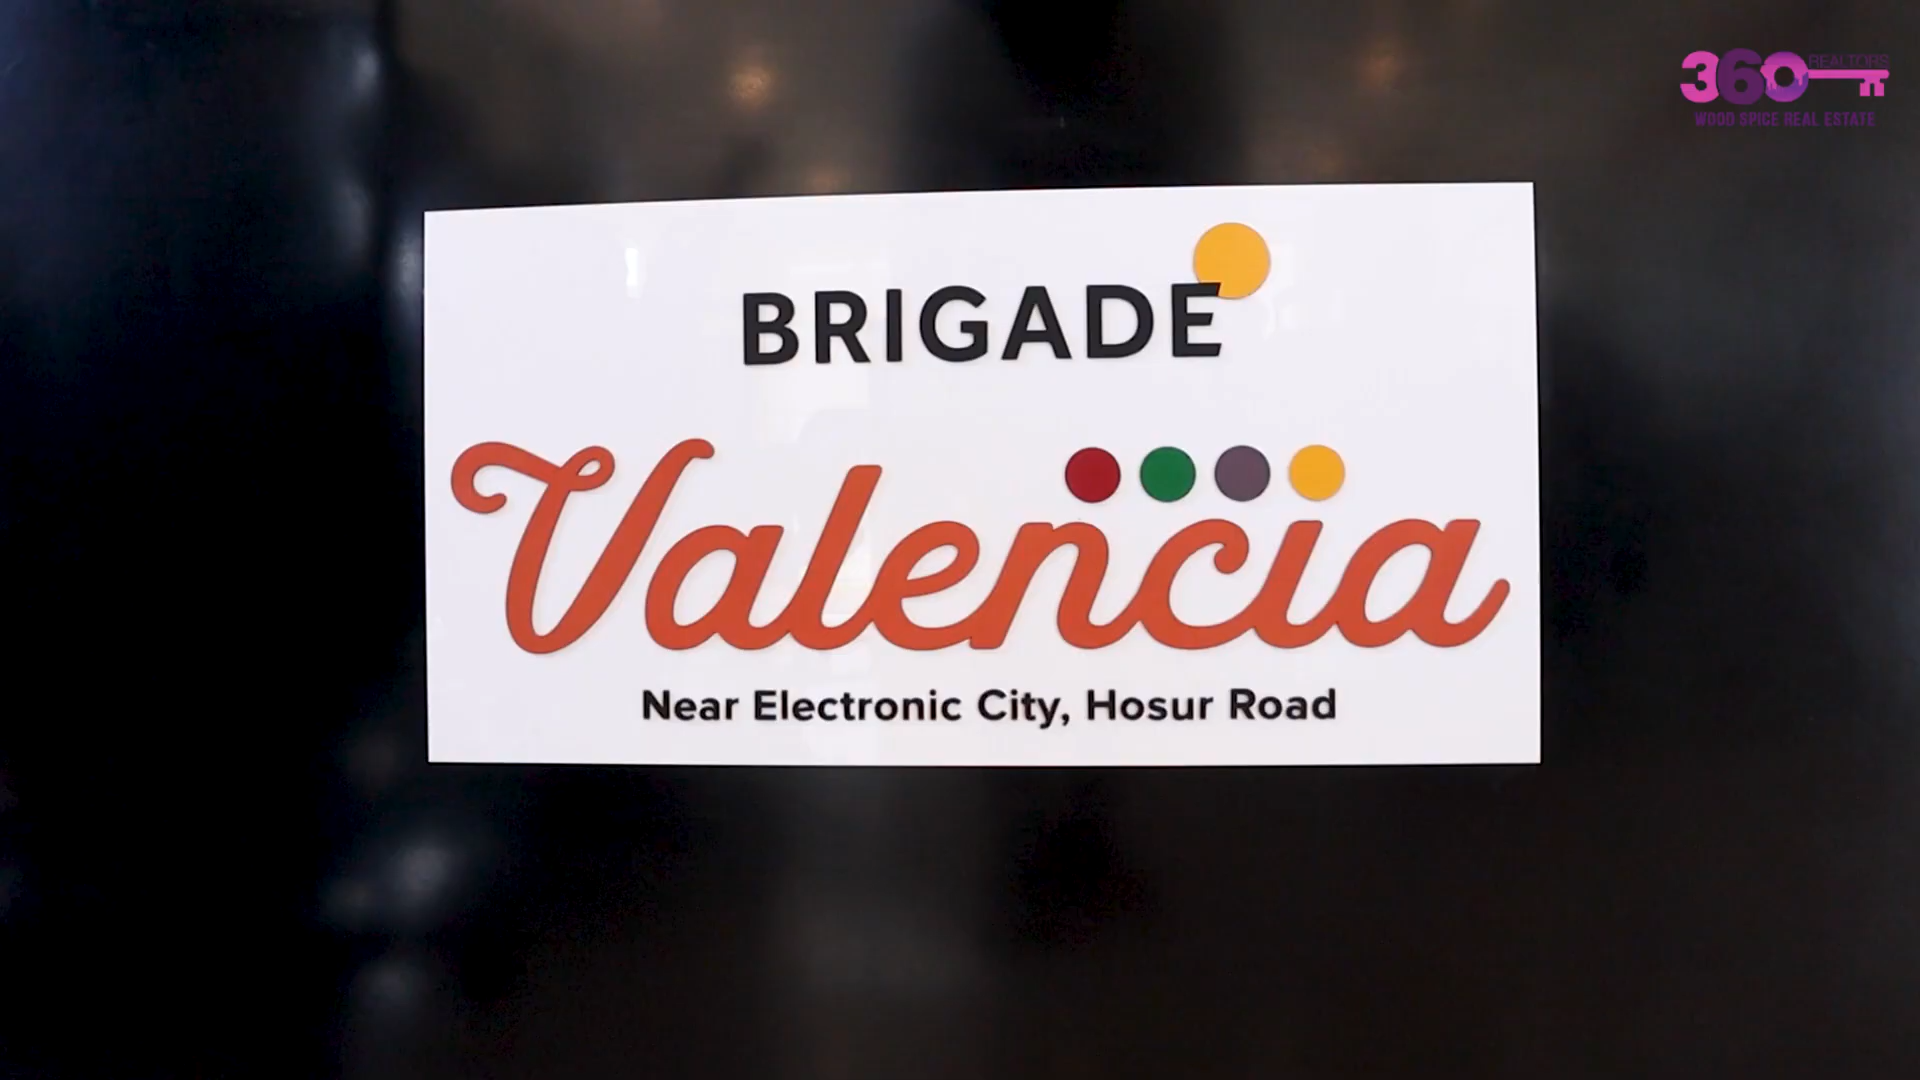 360 REALTORS
WOOD SPICE REAL ESTATE
BRIGADE
Valencia
Near Electronic City, Hosur Road